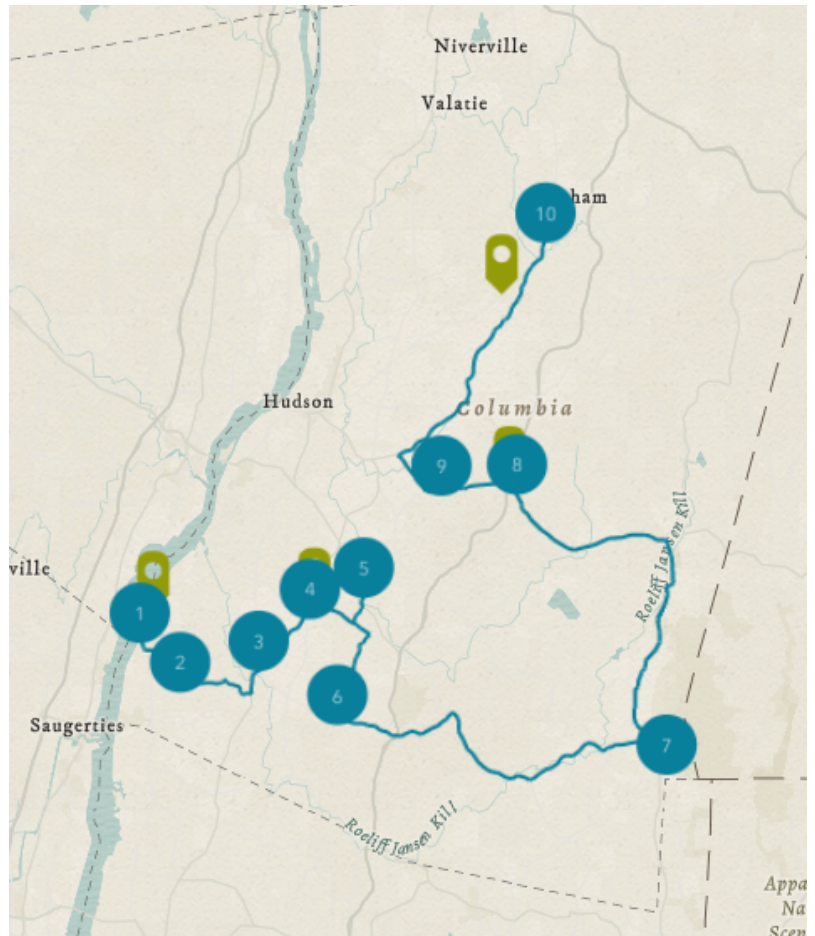 Niverville
Valatie
ham
10
Hudson
Columbia
9
8
Roeliff Jansen Kill
ville
5
4
1
3
2
6
Saugerties
7
Roeliff Jansen Kill
Appa
Na
Scen